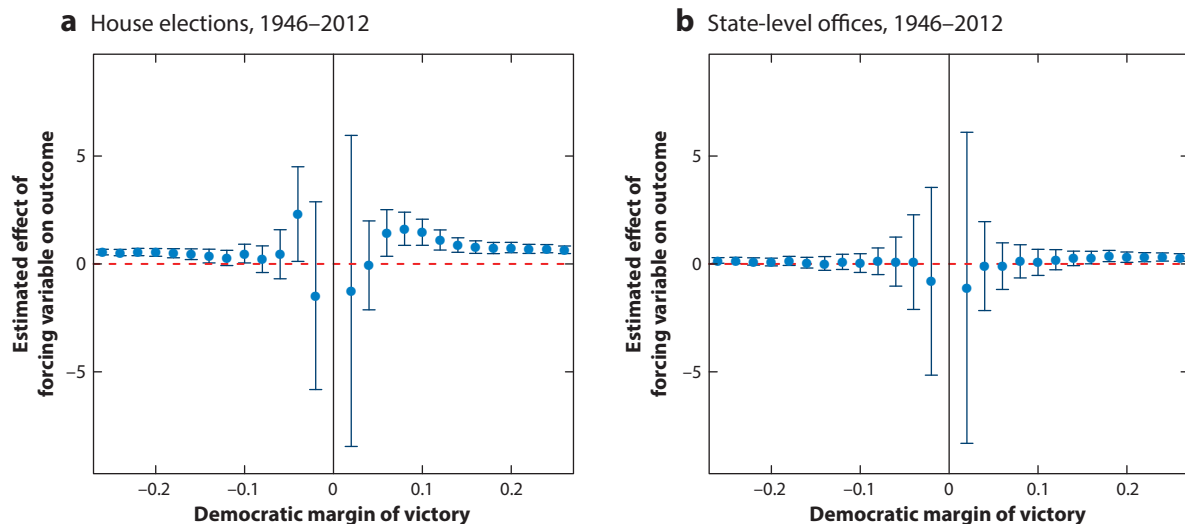 a House elections, 1946–2012
Estimated effect of
forcing variable on outcome
5
0
−5
−0.2
−0.1
0
0.1
0.2
Democratic margin of victory
b State-level offices, 1946–2012
Estimated effect of
forcing variable on outcome
5
0
−5
−0.2
−0.1
0
0.1
0.2
Democratic margin of victory